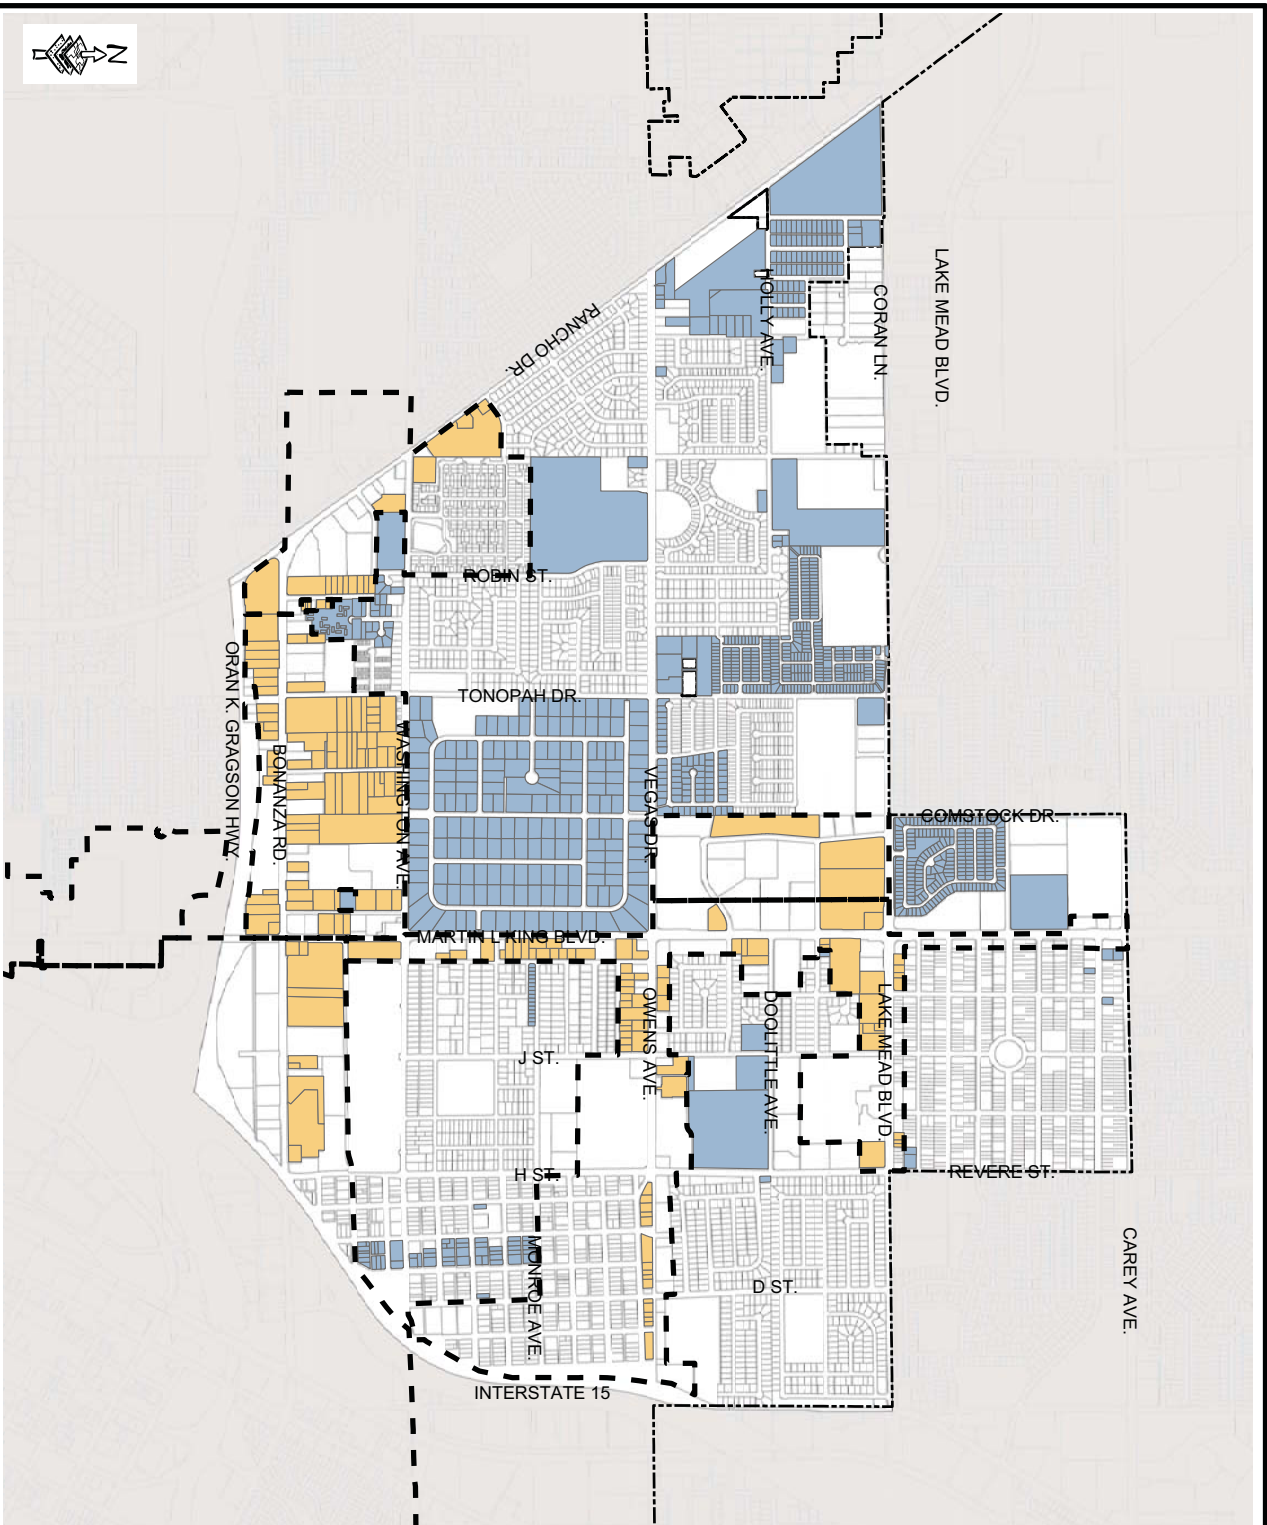 N
LAKE MEAD BLVD.
HOLLY AVE.
CORAN LN.
RANCHO DR.
ROBIN ST.
ORAN K. GRAGSON HWY.
TONOPAH DR.
BONANZA RD.
WASHINGTON AVE.
VEGAS DR.
COMSTOCK DR.
MARTIN L KING BLVD.
OWENS AVE.
DOOLITTLE AVE.
LAKE MEAD BLVD.
J ST.
H ST.
REVERE ST.
MONROE AVE.
D ST.
CAREY AVE.
INTERSTATE 15